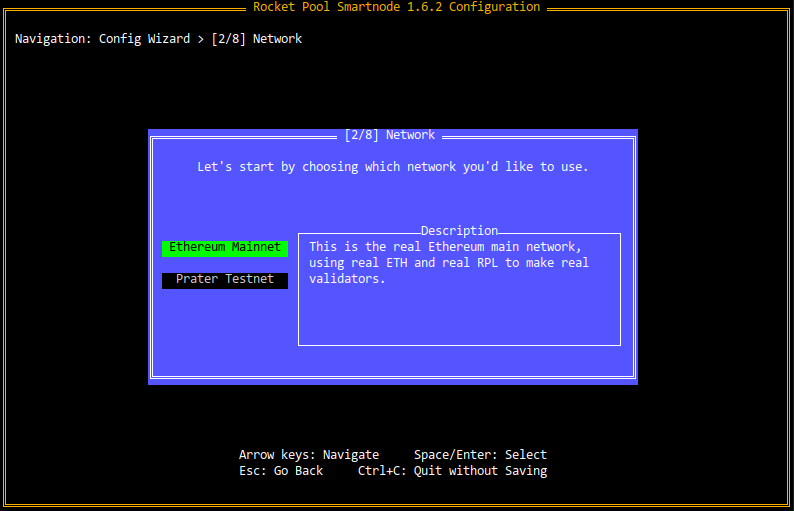 Rocket Pool Smartnode 1.6.2 Configuration
Navigation: Config Wizard > [2/8] Network
[2/8] Network
Let's start by choosing which network you'd like to use.
Description
Ethereum Mainnet
This is the real Ethereum main network,
using real ETH and real RPL to make real
Prater Testnet
validators.
Arrow keys: Navigate     Space/Enter: Select
Esc: Go Back     Ctrl+C: Quit without Saving